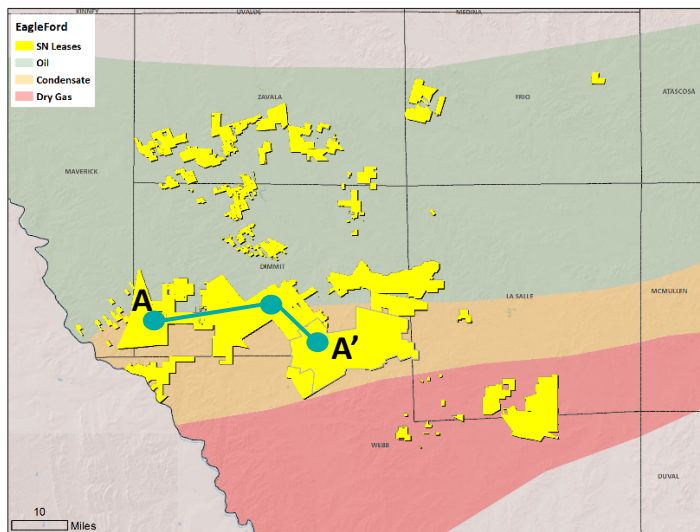 KINNEY
UVALDE
MEDINA
EagleFord
SN Leases
Oil
Condensate
Dry Gas
ZAVALA
FRIO
ATASCOSA
MAVERICK
DIMMIT
A
LA SALLE
MCMULLEN
A'
WEBB
DUVAL
10
Miles